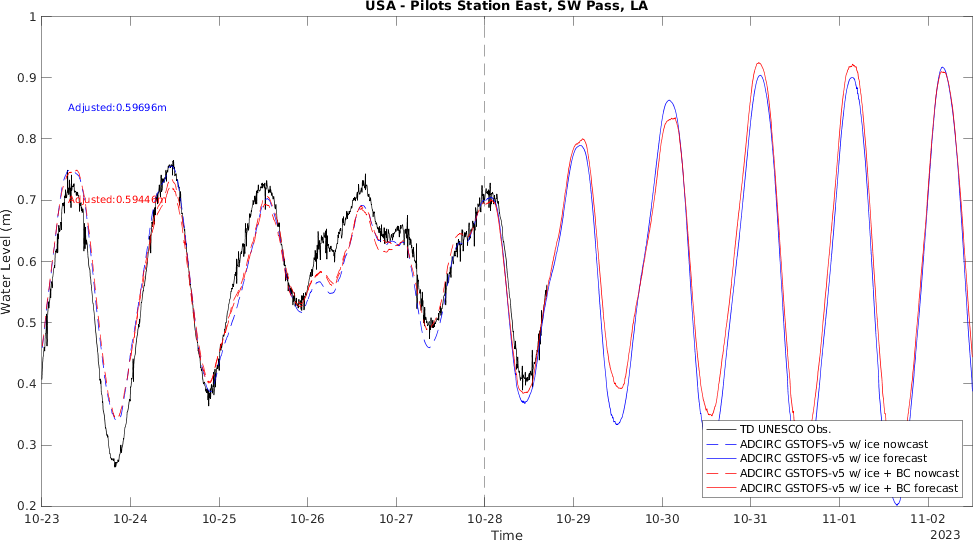 USA - Pilots Station East, SW Pass, LA
1
0.9
0.8
0.7
0.6
0.5
0.4
0.3
0.2
Water Level (m)
Adjusted:0.59696m
Adjusted:0.59446m
TD UNESCO Obs.
ADCIRC GSTOFS-v5 w/ ice nowcast
ADCIRC GSTOFS-v5 w/ ice forecast
ADCIRC GSTOFS-v5 w/ ice + BC nowcast
ADCIRC GSTOFS-v5 w/ ice + BC forecast
10-23 10-24 10-25 10-26 10-27 10-28 10-29 10-30 10-31 11-01 11-02
Time
2023